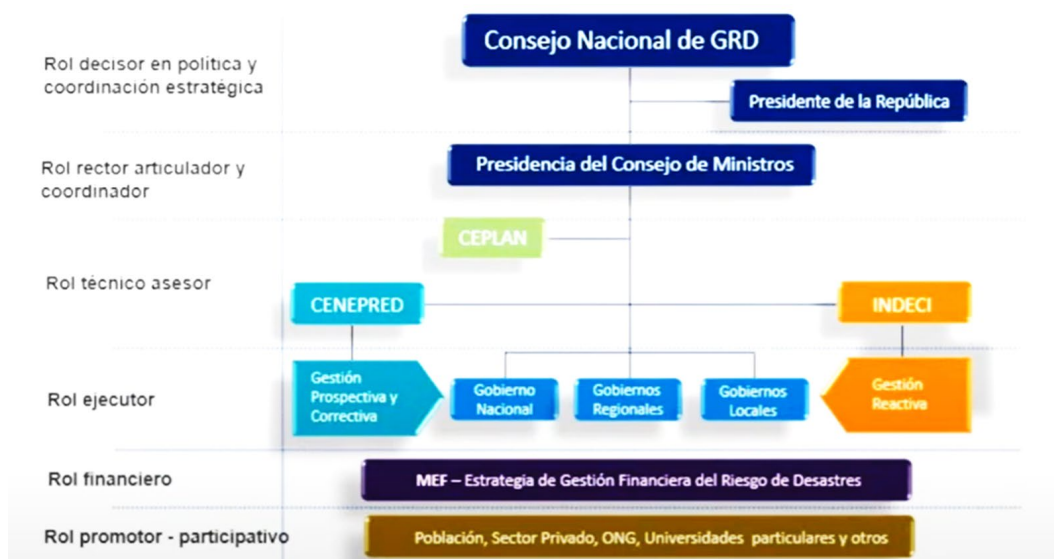 Consejo Nacional de GRD
Rol decisor en política y
coordinación estratégica
Presidente de la República
Rol rector articulador y
coordinador
Presidencia del Consejo de Ministros
CEPLAN
Rol técnico asesor
CENEPRED
INDECI
Rol ejecutor
Gestión
Prospectiva y
Correctiva
Gobierno
Nacional
Gobiernos
Regionales
Gobiernos
Locales
Gestión
Reactiva
Rol financiero
MEF – Estrategia de Gestión Financiera del Riesgo de Desastres
Rol promotor - participativo
Población, Sector Privado, ONG, Universidades particulares y otros